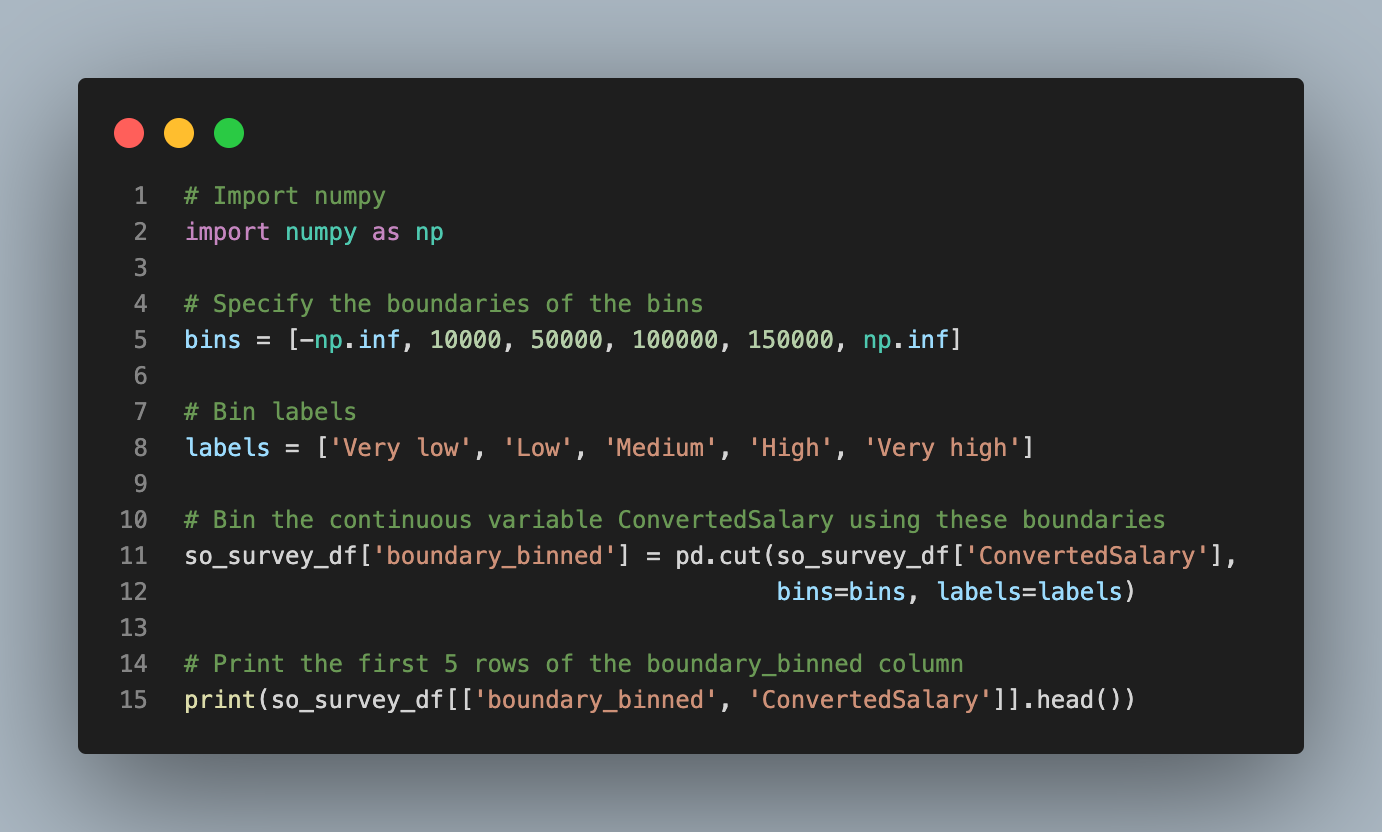 1 # Import numpy
2 import numpy as np
3
4 # Specify the boundaries of the bins
5 bins = [-np.inf, 10000, 50000, 100000, 150000, np.inf]
6
7 # Bin labels
8 labels = ['Very low', 'Low', 'Medium', 'High', 'Very high']
9
10 # Bin the continuous variable ConvertedSalary using these boundaries
11 so_survey_df['boundary_binned'] = pd.cut(so_survey_df['ConvertedSalary'],
12                                          bins=bins, labels=labels)
13
14 # Print the first 5 rows of the boundary_binned column
15 print(so_survey_df[['boundary_binned', 'ConvertedSalary']].head())